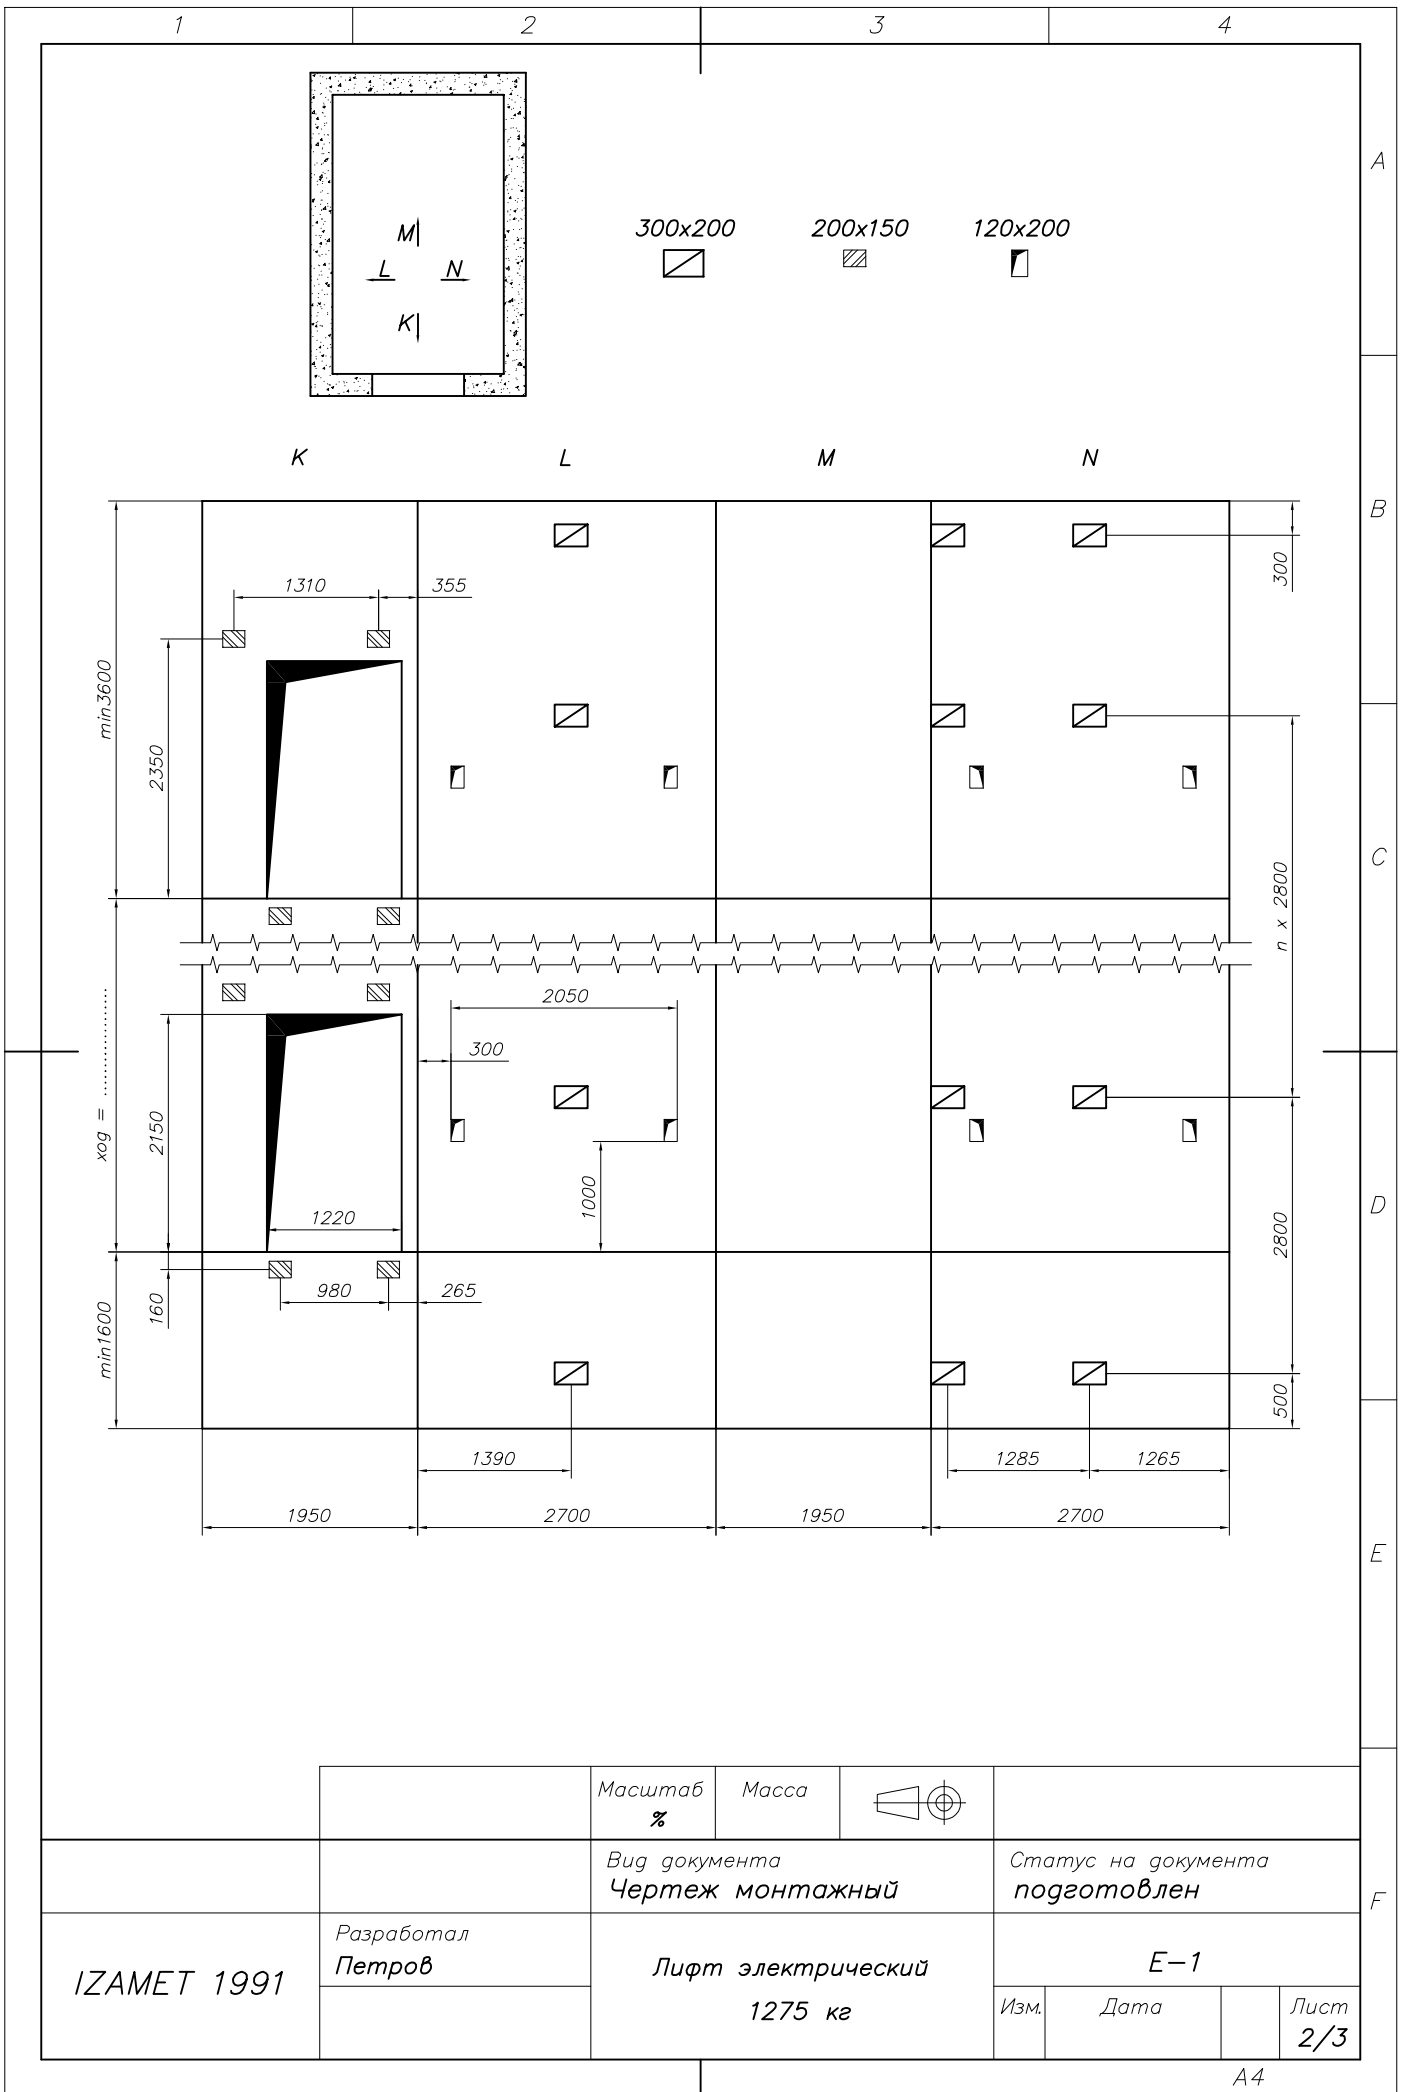 1 2 3 4
A
M
L N
K
300x200 200x150 120x200
K L M N
B
300
1310 355
min3600
2350
C
n x 2800
2050
300
ход = ..................
2150
1000
D
1220
2800
160
980 265
min1600
500
1390 1285 1265
1950 2700 1950 2700
E
Масштаб Масса
%
Вид документа Статус на документа
Чертеж монтажный подготовлен
F
Разработал
Петров
IZAMET 1991
Лифт электрический
1275 кг
E-1
Изм. Дата Лист
2/3
A4